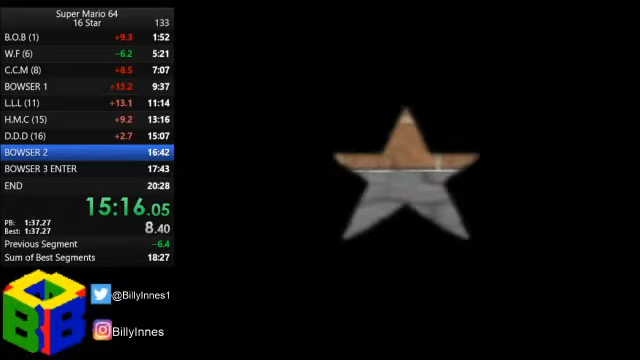 Super Mario 64
16 Star 133
B.O.B (1) +9.3 1:52
W.F (6) −6.2 5:21
C.C.M (8) +8.5 7:07
BOWSER 1 +13.2 9:37
L.L.L (11) +13.1 11:14
H.M.C (15) +9.2 13:16
D.D.D (16) +2.7 15:07
BOWSER 2 16:42
BOWSER 3 ENTER 17:43
END 20:28
15:16.05
PB: 1:37.27
Best: 1:37.27 8.40
Previous Segment −6.4
Sum of Best Segments 18:27
@BillyInnes1
BillyInnes
B B